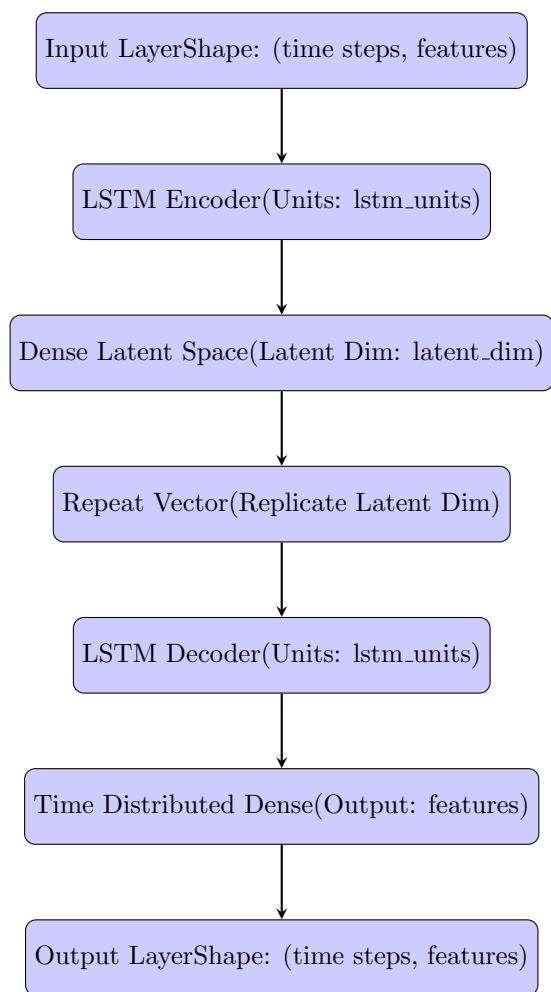 Input LayerShape: (time steps, features)
LSTM Encoder(Units: lstm_units)
Dense Latent Space(Latent Dim: latent_dim)
Repeat Vector(Replicate Latent Dim)
LSTM Decoder(Units: lstm_units)
Time Distributed Dense(Output: features)
Output LayerShape: (time steps, features)